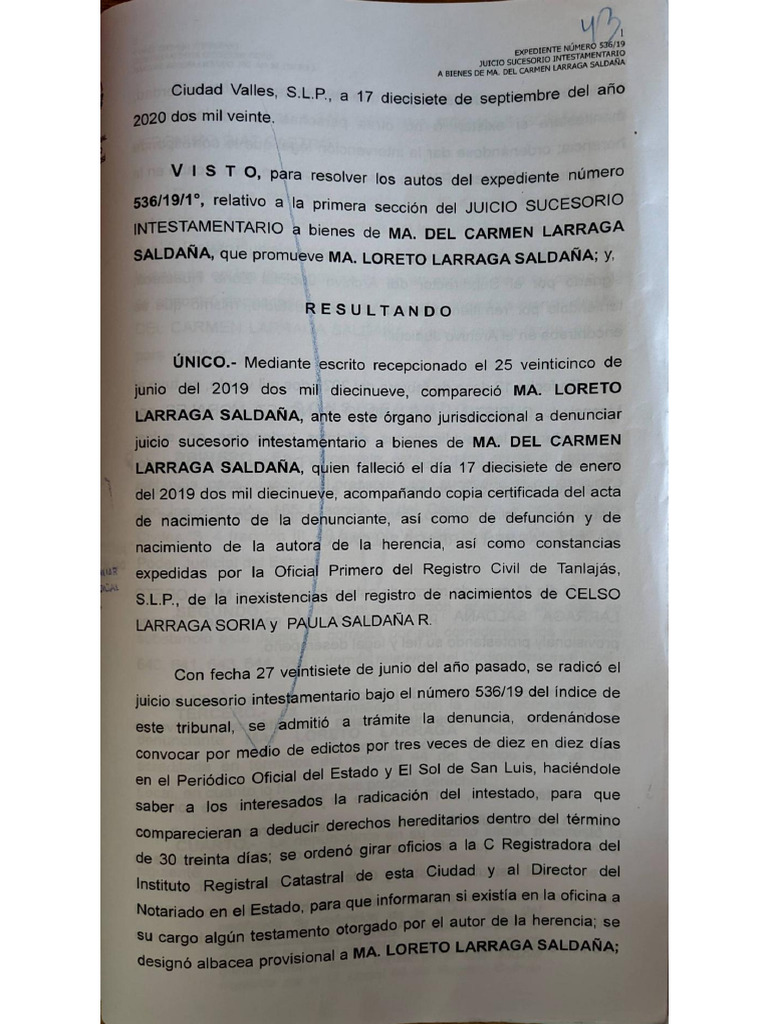 43
1
EXPEDIENTE NÚMERO 536/19
JUICIO SUCESORIO INTESTAMENTARIO
A BIENES DE MA. DEL CARMEN LARRAGA SALDAÑA
Ciudad Valles, S.L.P., a 17 diecisiete de septiembre del año
2020 dos mil veinte.
V I S T O, para resolver los autos del expediente número
536/19/1°, relativo a la primera sección del JUICIO SUCESORIO
INTESTAMENTARIO a bienes de MA. DEL CARMEN LARRAGA
SALDAÑA, que promueve MA. LORETO LARRAGA SALDAÑA; y,
R E S U L T A N D O
ÚNICO.- Mediante escrito recepcionado el 25 veinticinco de
junio del 2019 dos mil diecinueve, compareció MA. LORETO
LARRAGA SALDAÑA, ante este órgano jurisdiccional a denunciar
juicio sucesorio intestamentario a bienes de MA. DEL CARMEN
LARRAGA SALDAÑA, quien falleció el día 17 diecisiete de enero
del 2019 dos mil diecinueve, acompañando copia certificada del acta
de nacimiento de la denunciante, así como de defunción y de
nacimiento de la autora de la herencia, así como constancias
expedidas por la Oficial Primero del Registro Civil de Tanlajás,
S.L.P., de la inexistencias del registro de nacimientos de CELSO
LARRAGA SORIA y PAULA SALDAÑA R.
Con fecha 27 veintisiete de junio del año pasado, se radicó el
juicio sucesorio intestamentario bajo el número 536/19 del índice de
este tribunal, se admitió a trámite la denuncia, ordenándose
convocar por medio de edictos por tres veces de diez en diez días
en el Periódico Oficial del Estado y El Sol de San Luis, haciéndole
saber a los interesados la radicación del intestado, para que
comparecieran a deducir derechos hereditarios dentro del término
de 30 treinta días; se ordenó girar oficios a la C Registradora del
Instituto Registral Catastral de esta Ciudad y al Director del
Notariado en el Estado, para que informaran si existía en la oficina a
su cargo algún testamento otorgado por el autor de la herencia; se
designó albacea provisional a MA. LORETO LARRAGA SALDAÑA;